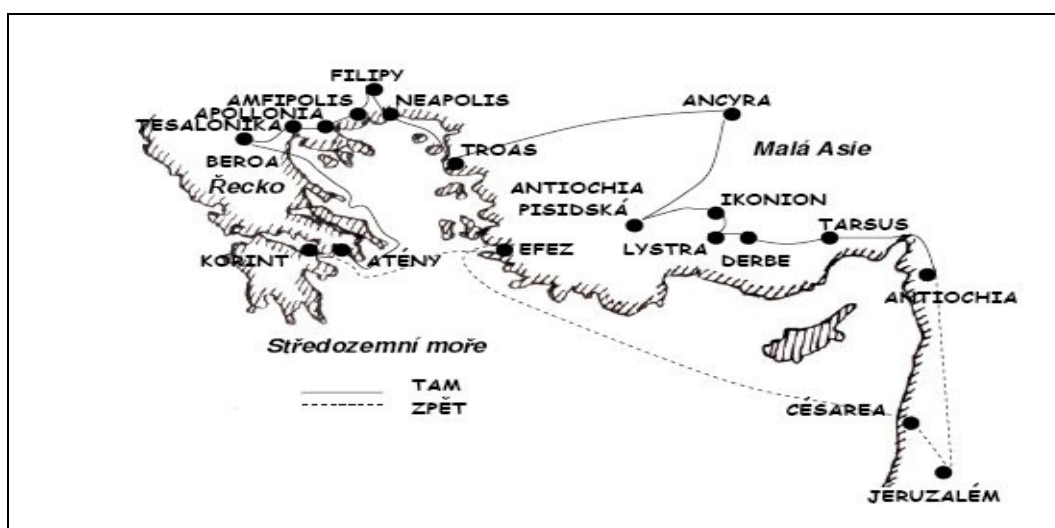 FILIPY
AMFIPOLIS
NEAPOLIS
ANCYRA
APOLLONIA
TESALONIKA
TROAS
Malá Asie
BEROA
Řecko
ANTIOCHIA
PISIDSKÁ
IKONION
TARSUS
LYSTRA
DERBE
KORINT
ATÉNY
EFEZ
ANTIOCHIA
Středozemní moře
TAM
ZPĚT
CÉSAREA
JERUZALÉM